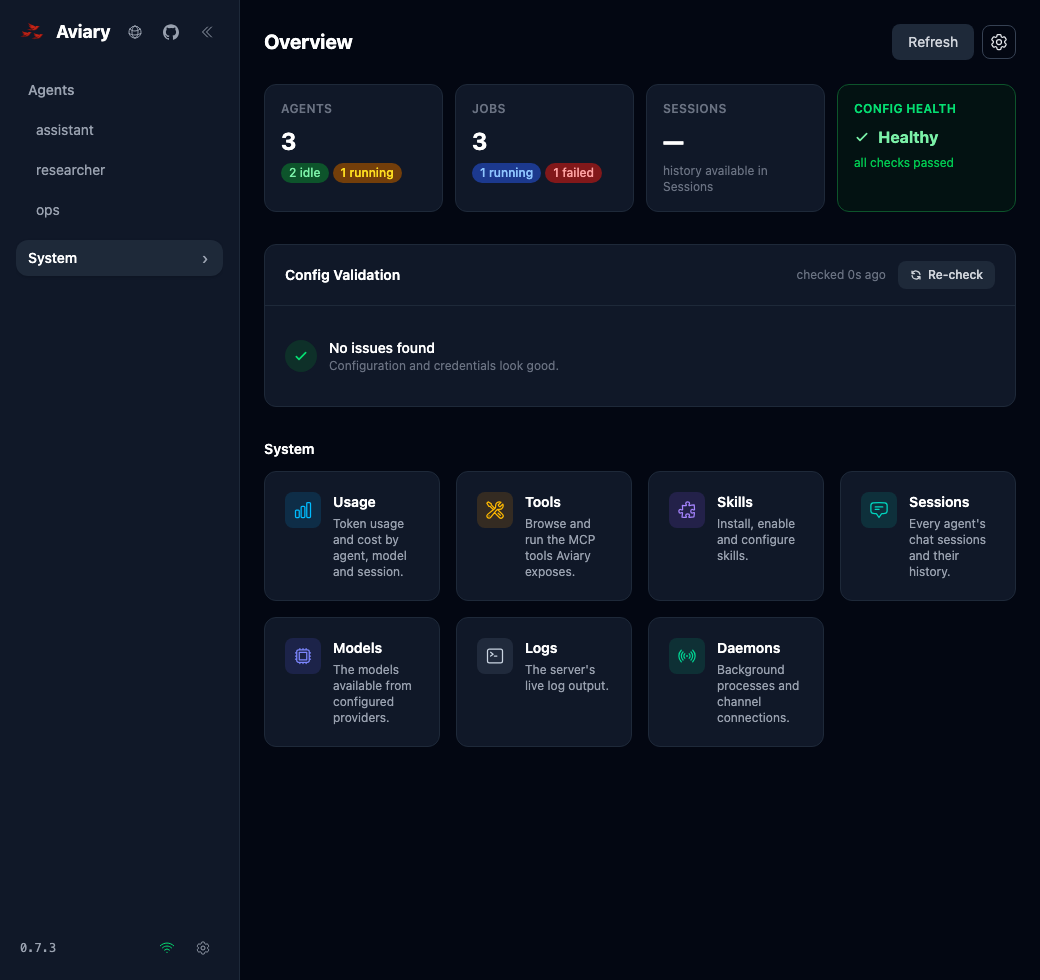 Aviary
Agents
assistant
researcher
ops
System
0.7.3
Overview
Refresh
AGENTS
3
2 idle
1 running
JOBS
3
1 running
1 failed
SESSIONS
—
history available in
Sessions
CONFIG HEALTH
Healthy
all checks passed
Config Validation
checked 0s ago
Re-check
No issues found
Configuration and credentials look good.
System
Usage
Token usage
and cost by
agent, model
and session.
Tools
Browse and
run the MCP
tools Aviary
exposes.
Skills
Install, enable
and configure
skills.
Sessions
Every agent's
chat sessions
and their
history.
Models
The models
available from
configured
providers.
Logs
The server's
live log output.
Daemons
Background
processes and
channel
connections.